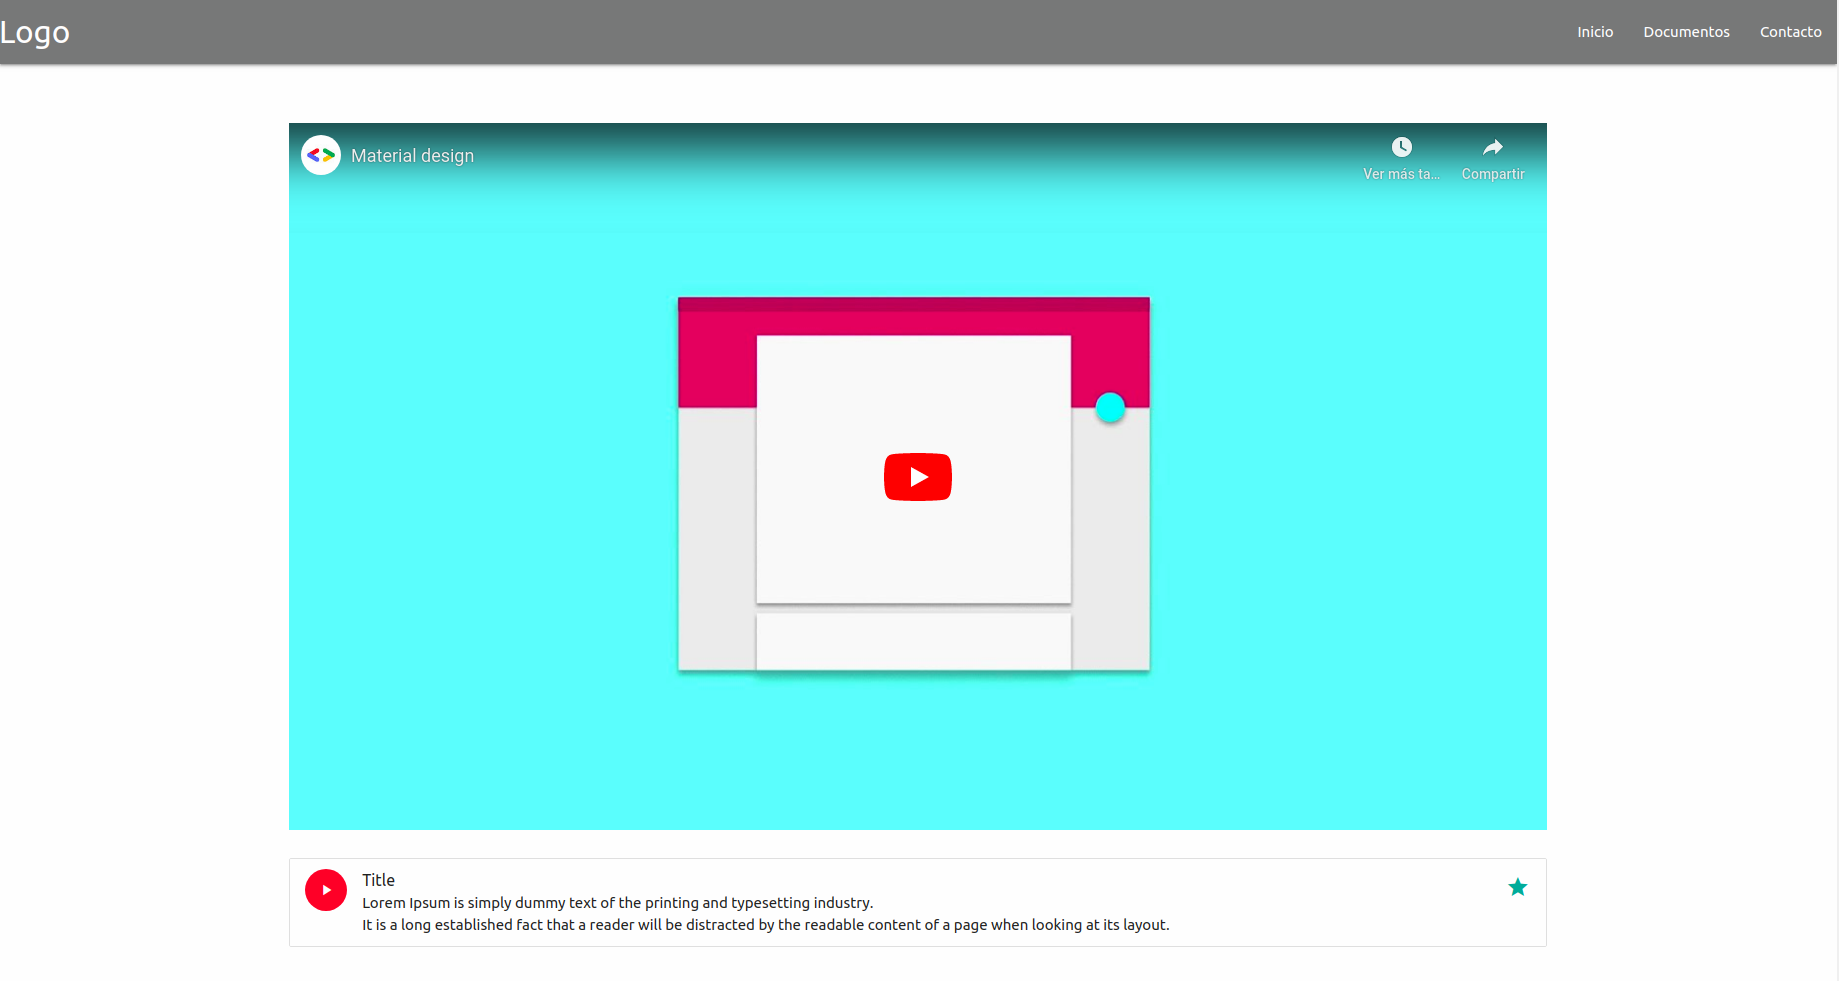 Logo
Inicio Documentos Contacto
Material design
Ver más ta...
Compartir
Title
Lorem Ipsum is simply dummy text of the printing and typesetting industry.
It is a long established fact that a reader will be distracted by the readable content of a page when looking at its layout.